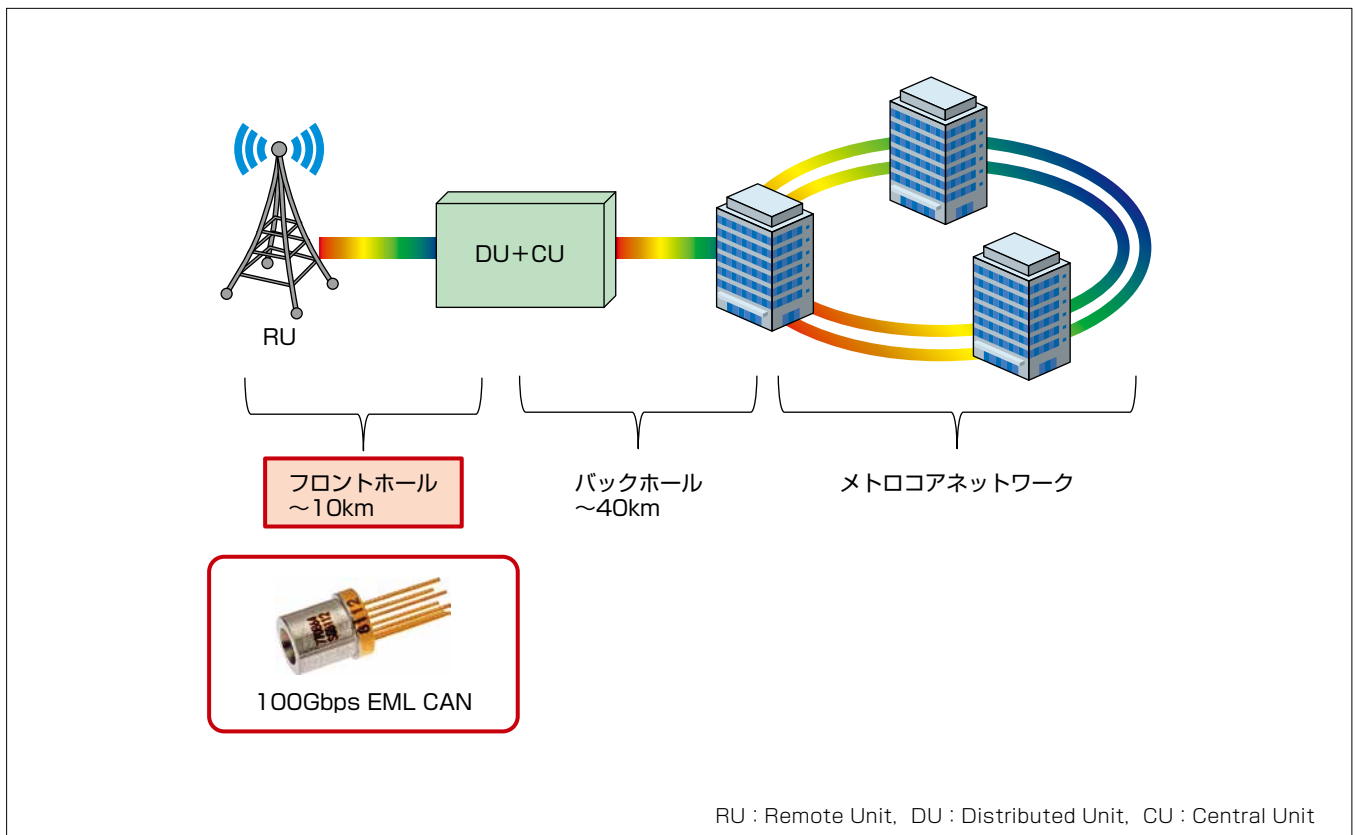 DU+CU
RU
フロントホール
～10km
バックホール
～40km
メトロコアネットワーク
6112
100Gbps EML CAN
RU：Remote Unit, DU：Distributed Unit, CU：Central Unit